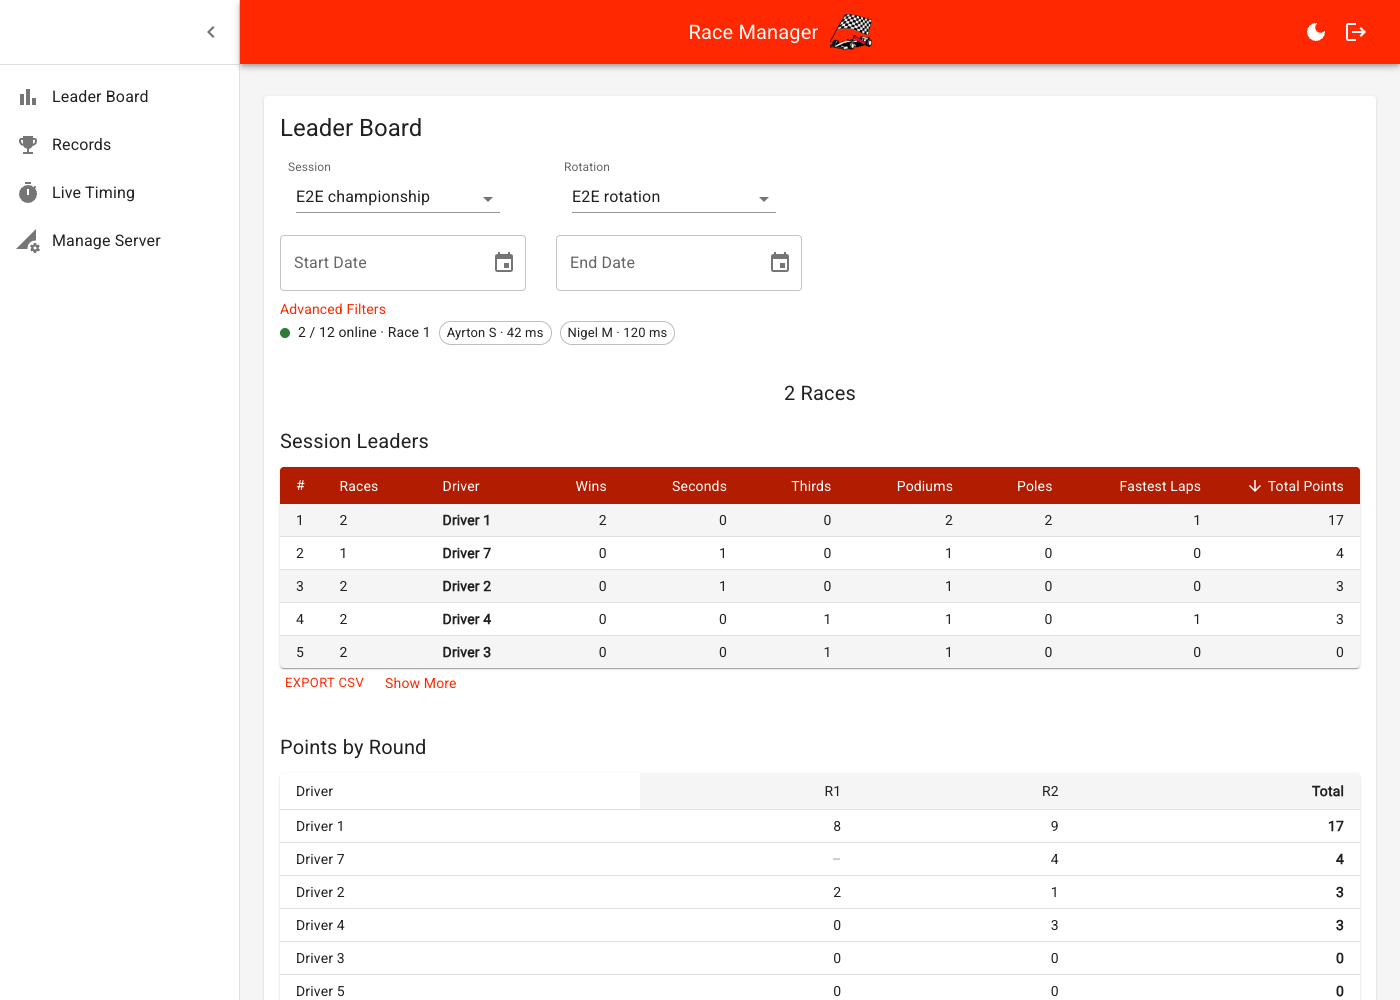 Race Manager
Leader Board
Records
Live Timing
Manage Server
Leader Board
Session
Rotation
E2E championship
E2E rotation
Start Date
End Date
Advanced Filters
2 / 12 online · Race 1
Ayrton S · 42 ms
Nigel M · 120 ms
2 Races
Session Leaders
# Races Driver Wins Seconds Thirds Podiums Poles Fastest Laps Total Points
1 2 Driver 1 2 0 0 2 2 1 17
2 1 Driver 7 0 1 0 1 0 0 4
3 2 Driver 2 0 1 0 1 0 0 3
4 2 Driver 4 0 0 1 1 0 1 3
5 2 Driver 3 0 0 1 1 0 0 0
EXPORT CSV Show More
Points by Round
Driver R1 R2 Total
Driver 1 8 9 17
Driver 7 – 4 4
Driver 2 2 1 3
Driver 4 0 3 3
Driver 3 0 0 0
Driver 5 0 0 0